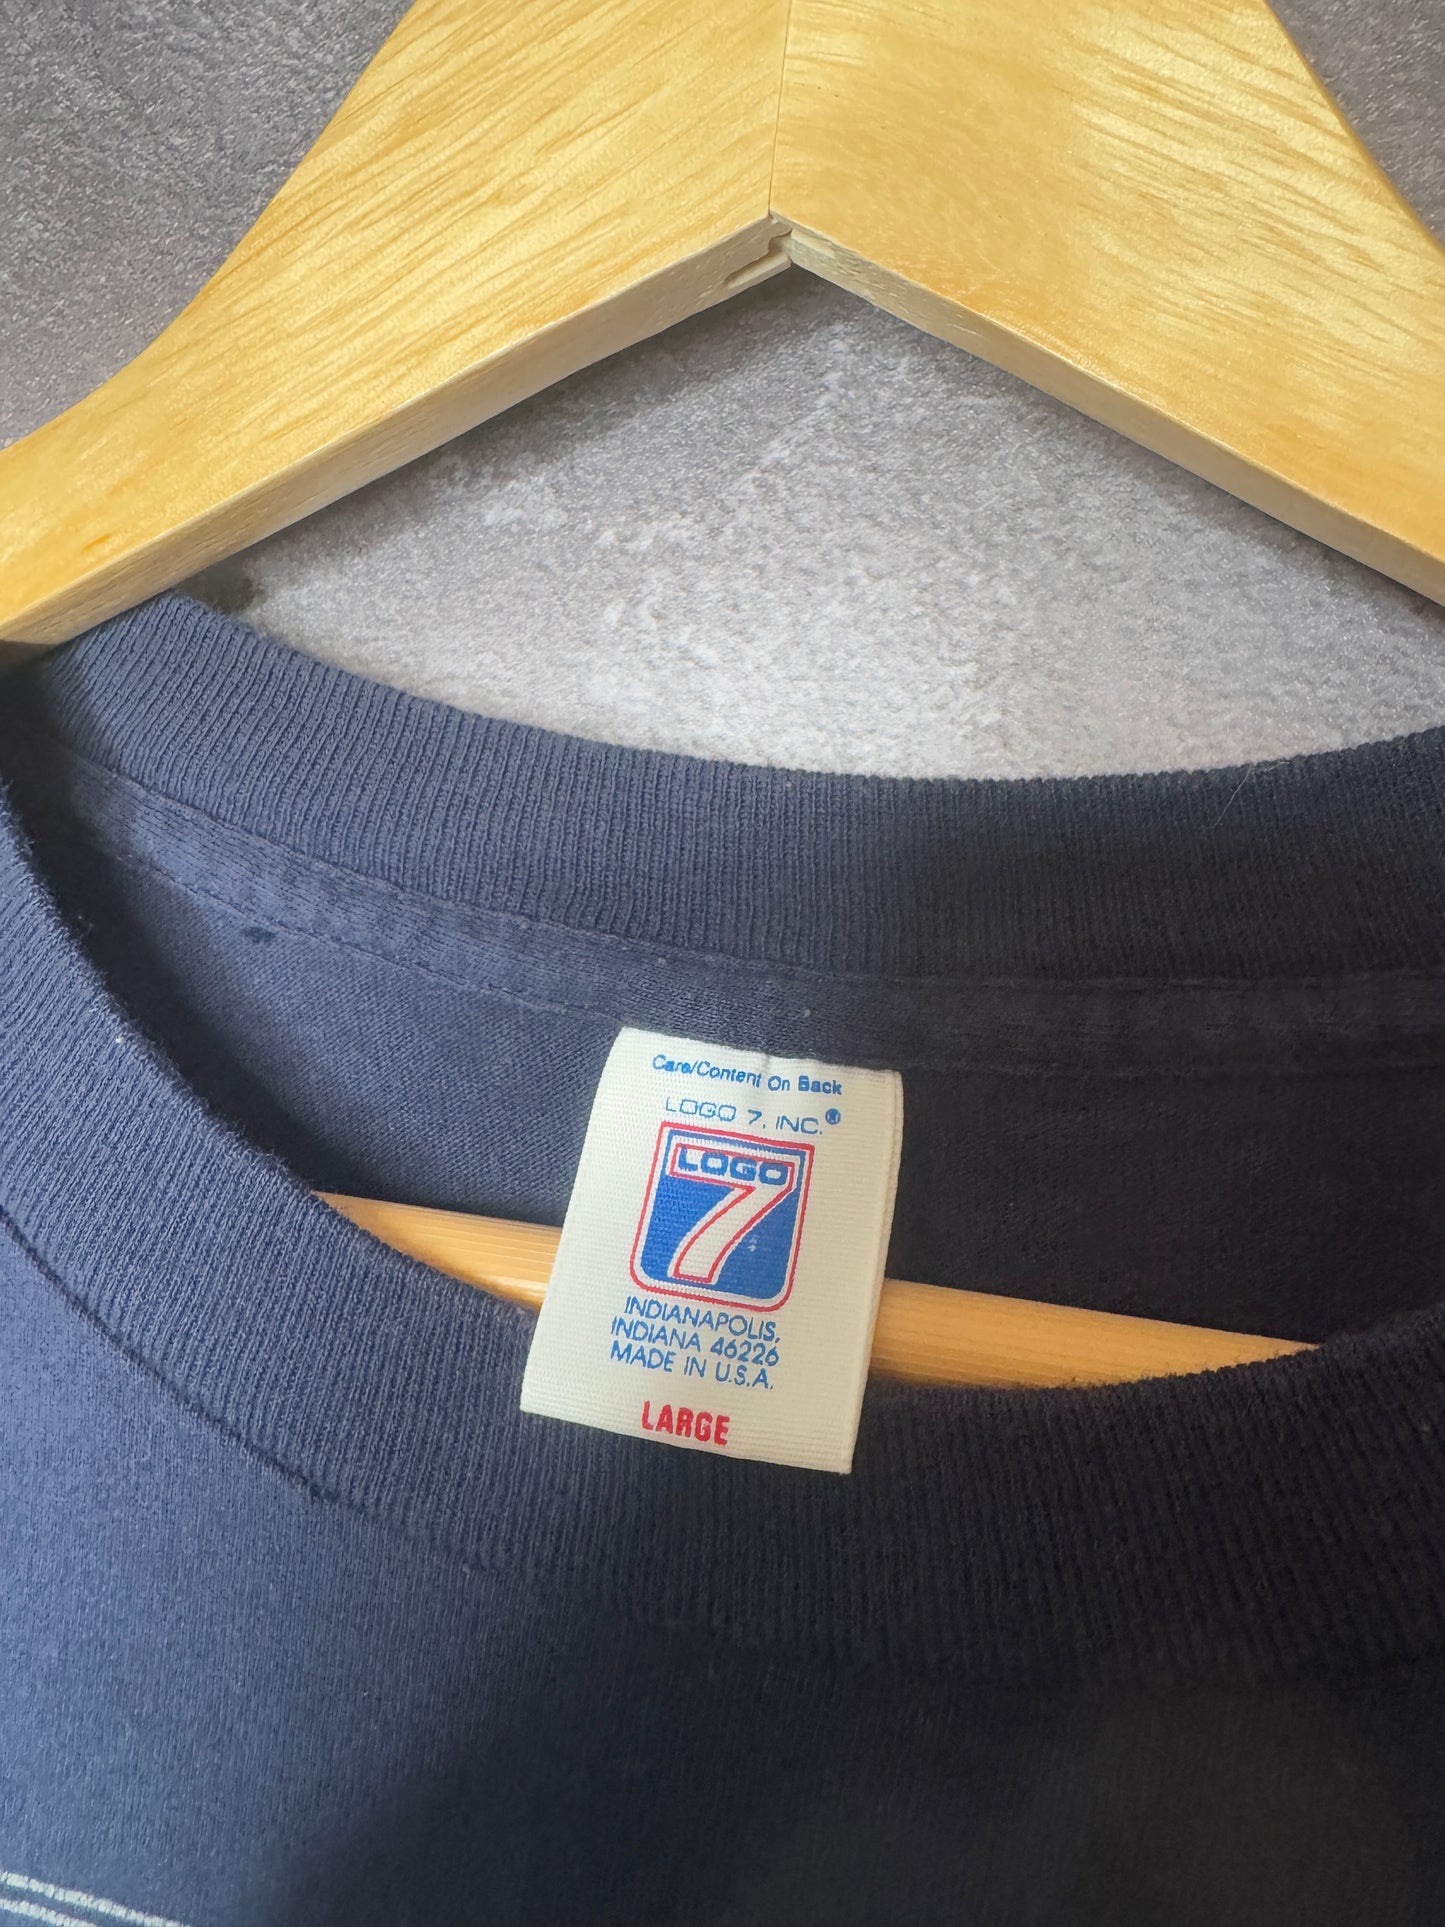 Care/Content On Back
LOGO 7, INC.®
LOGO
7
INDIANAPOLIS,
INDIANA 46226
MADE IN U.S.A.
LARGE